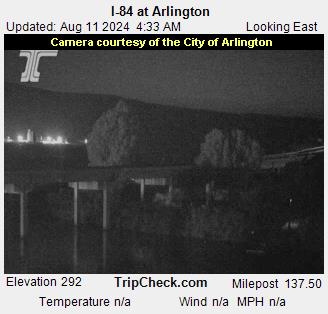 I-84 at Arlington
Updated: Aug 11 2024 4:33 AM Looking East
Camera courtesy of the City of Arlington
Elevation 292 TripCheck.com Milepost 137.50
Temperature n/a Wind n/a MPH n/a